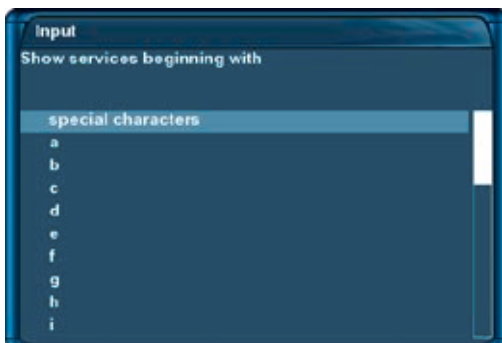 Input
Show services beginning with
special characters
a
b
c
d
e
f
g
h
i